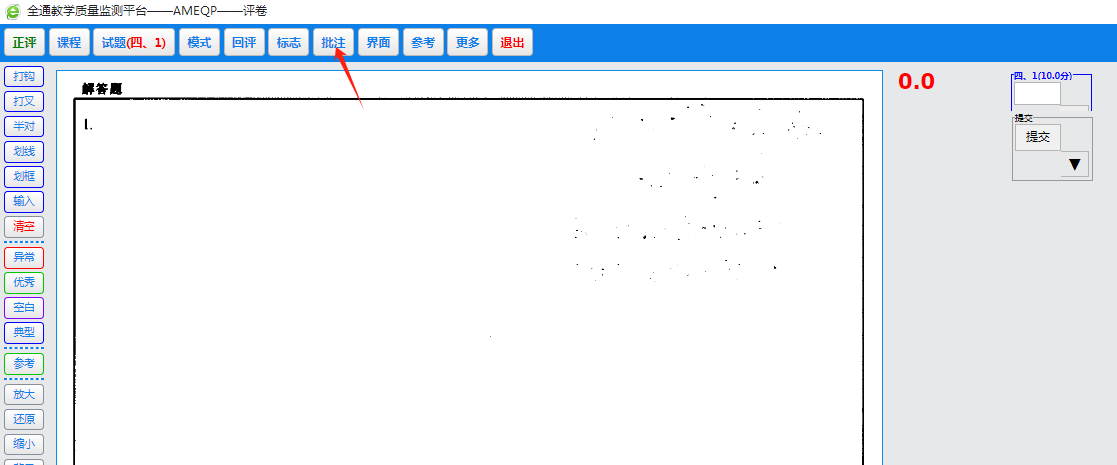 全通教学质量监测平台——AMEQP——评卷
正评 课程 试题(四、1) 模式 回评 标志 批注 界面 参考 更多 退出
打钩
打叉
半对
划线
划框
输入
清空
异常
优秀
空白
典型
参考
放大
还原
缩小
解答题
1.
0.0
四、1(10.0分)
提交
提交
▼